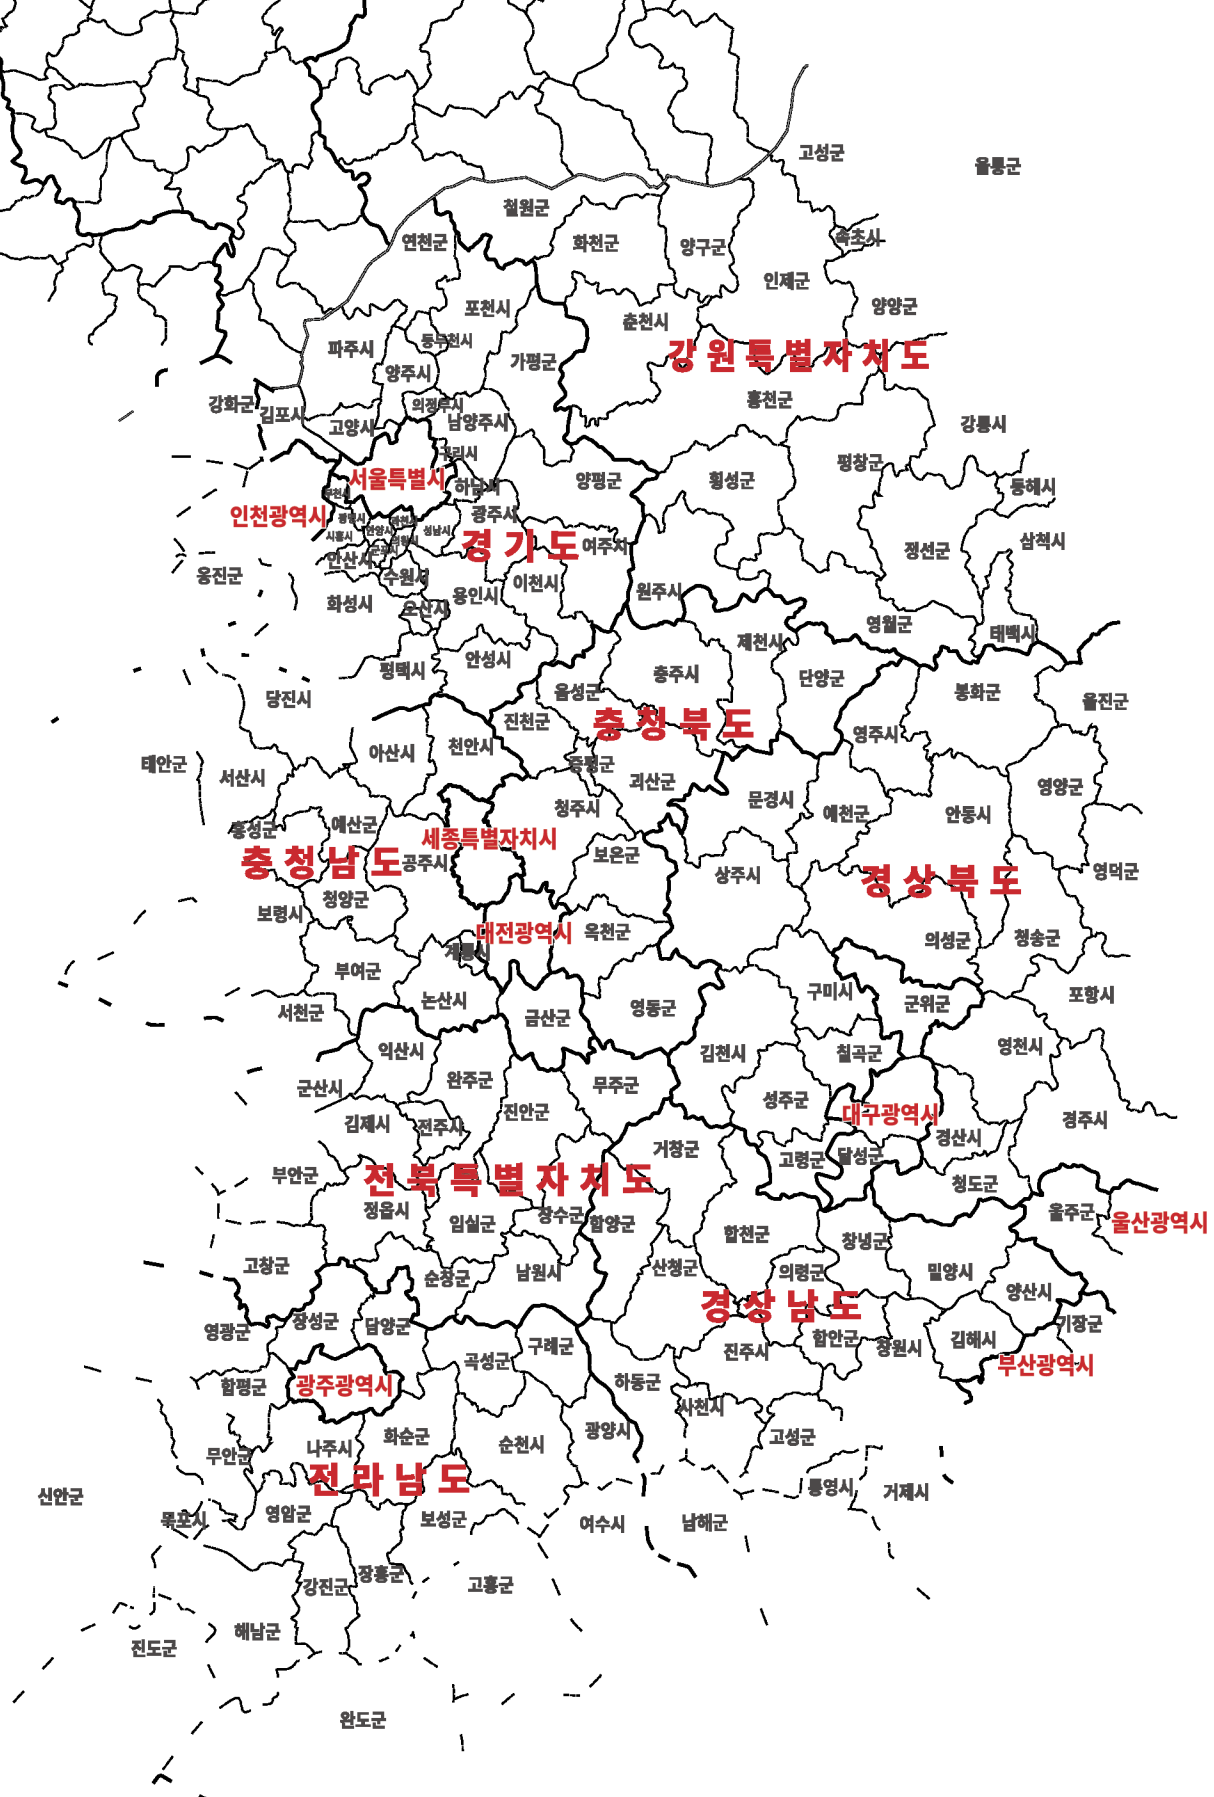 고성군
울릉군
철원군
연천군
화천군
양구군
속초시
인제군
양양군
포천시
춘천시
동두천시
파주시
강원특별자치도
가평군
양주시
홍천군
강화군
김포시
의정부시
고양시
남양주시
강릉시
구리시
평창군
서울특별시
양평군
횡성군
하남시
동해시
부천시
인천광역시
광주시
광명시
과천시
안양시
성남시
시흥시
의왕시
경기도
여주시
정선군
삼척시
군포시
안산시
옹진군
수원시
이천시
원주시
화성시
용인시
오산시
영월군
태백시
제천시
안성시
평택시
충주시
단양군
음성군
봉화군
당진시
울진군
진천군
충청북도
영주시
천안시
아산시
태안군
증평군
서산시
괴산군
영양군
문경시
청주시
예천군
안동시
홍성군
예산군
세종특별자치시
보은군
충청남도
공주시
영덕군
상주시
경상북도
청양군
보령시
대전광역시
옥천군
의성군
청송군
계룡시
부여군
구미시
포항시
논산시
군위군
서천군
금산군
영동군
영천시
익산시
김천시
칠곡군
완주군
무주군
군산시
성주군
진안군
대구광역시
김제시
전주시
경주시
경산시
거창군
고령군
달성군
부안군
전북특별자치도
청도군
정읍시
임실군
장수군
함양군
울주군
울산광역시
합천군
창녕군
고창군
산청군
순창군
남원시
의령군
밀양시
양산시
경상남도
장성군
담양군
영광군
기장군
함안군
창원시
김해시
구례군
진주시
곡성군
부산광역시
광주광역시
함평군
하동군
사천시
광양시
화순군
고성군
나주시
순천시
무안군
전라남도
통영시
거제시
신안군
영암군
목포시
보성군
여수시
남해군
장흥군
강진군
고흥군
해남군
진도군
완도군